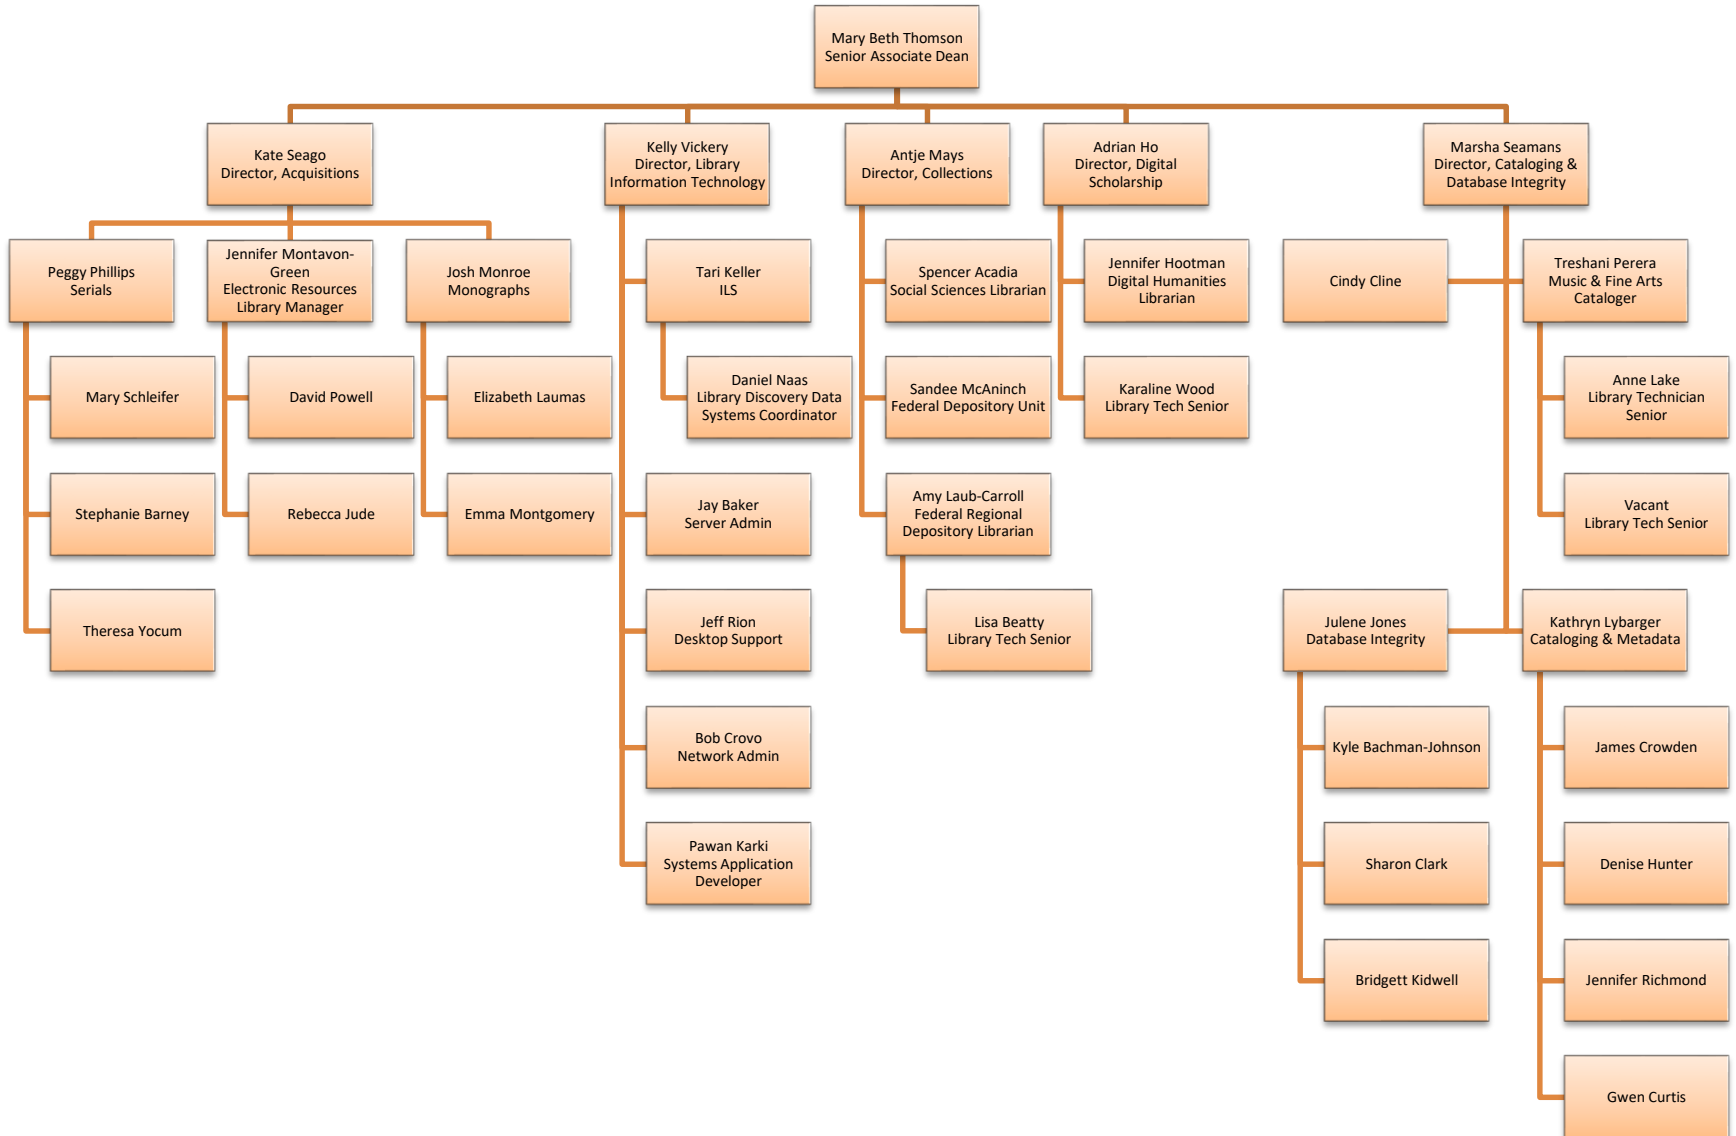 Mary Beth Thomson
Senior Associate Dean
Kate Seago
Director, Acquisitions
Kelly Vickery
Director, Library
Information Technology
Antje Mays
Director, Collections
Adrian Ho
Director, Digital
Scholarship
Marsha Seamans
Director, Cataloging &
Database Integrity
Peggy Phillips
Serials
Jennifer Montavon-
Green
Electronic Resources
Library Manager
Josh Monroe
Monographs
Tari Keller
ILS
Spencer Acadia
Social Sciences Librarian
Jennifer Hootman
Digital Humanities
Librarian
Cindy Cline
Treshani Perera
Music & Fine Arts
Cataloger
Mary Schleifer
David Powell
Elizabeth Laumas
Daniel Naas
Library Discovery Data
Systems Coordinator
Sandee McAninch
Federal Depository Unit
Karaline Wood
Library Tech Senior
Anne Lake
Library Technician
Senior
Stephanie Barney
Rebecca Jude
Emma Montgomery
Jay Baker
Server Admin
Amy Laub-Carroll
Federal Regional
Depository Librarian
Vacant
Library Tech Senior
Theresa Yocum
Jeff Rion
Desktop Support
Lisa Beatty
Library Tech Senior
Julene Jones
Database Integrity
Kathryn Lybarger
Cataloging & Metadata
Bob Crovo
Network Admin
Kyle Bachman-Johnson
James Crowden
Pawan Karki
Systems Application
Developer
Sharon Clark
Denise Hunter
Bridgett Kidwell
Jennifer Richmond
Gwen Curtis